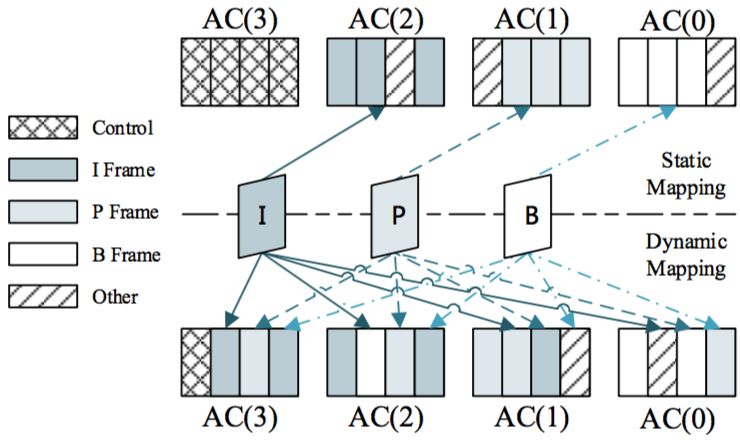 AC(3) AC(2) AC(1) AC(0)
Control
I Frame
P Frame
B Frame
Other
Static
Mapping
I P B
Dynamic
Mapping
AC(3) AC(2) AC(1) AC(0)